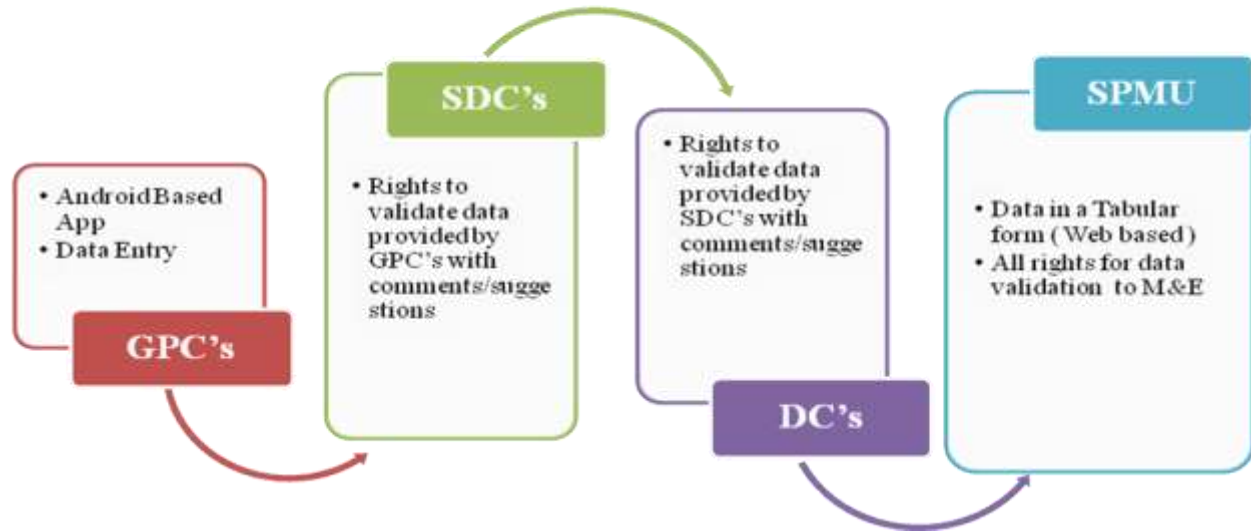 • Android Based
App
• Data Entry
GPC's
SDC's
• Rights to
validate data
provided by
GPC's with
comments/sugge
stions
• Rights to
validate data
provided by
SDC's with
comments/sugge
stions
DC's
SPMU
• Data in a Tabular
form ( Web based )
• All rights for data
validation to M&E